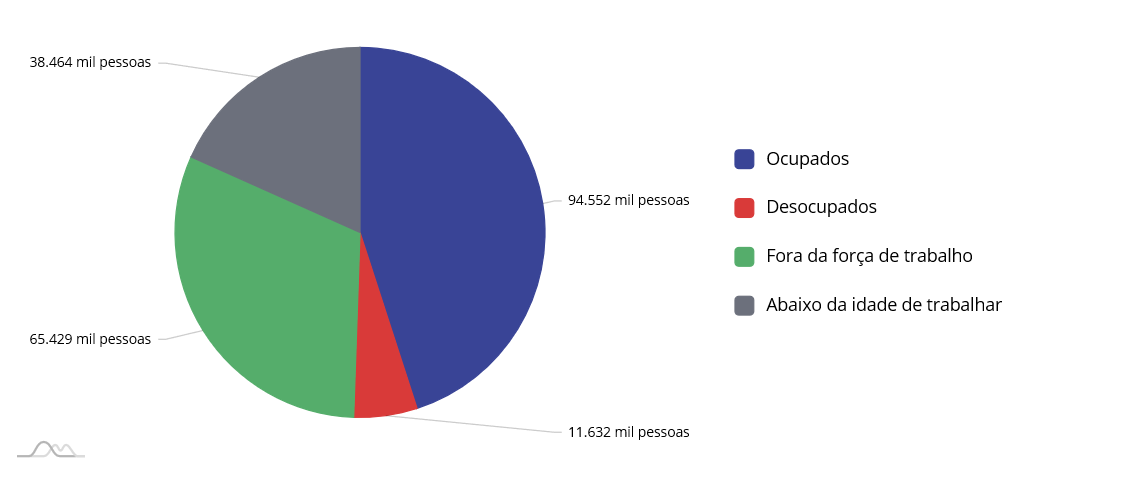 38.464 mil pessoas
94.552 mil pessoas
65.429 mil pessoas
11.632 mil pessoas
Ocupados
Desocupados
Fora da força de trabalho
Abaixo da idade de trabalhar